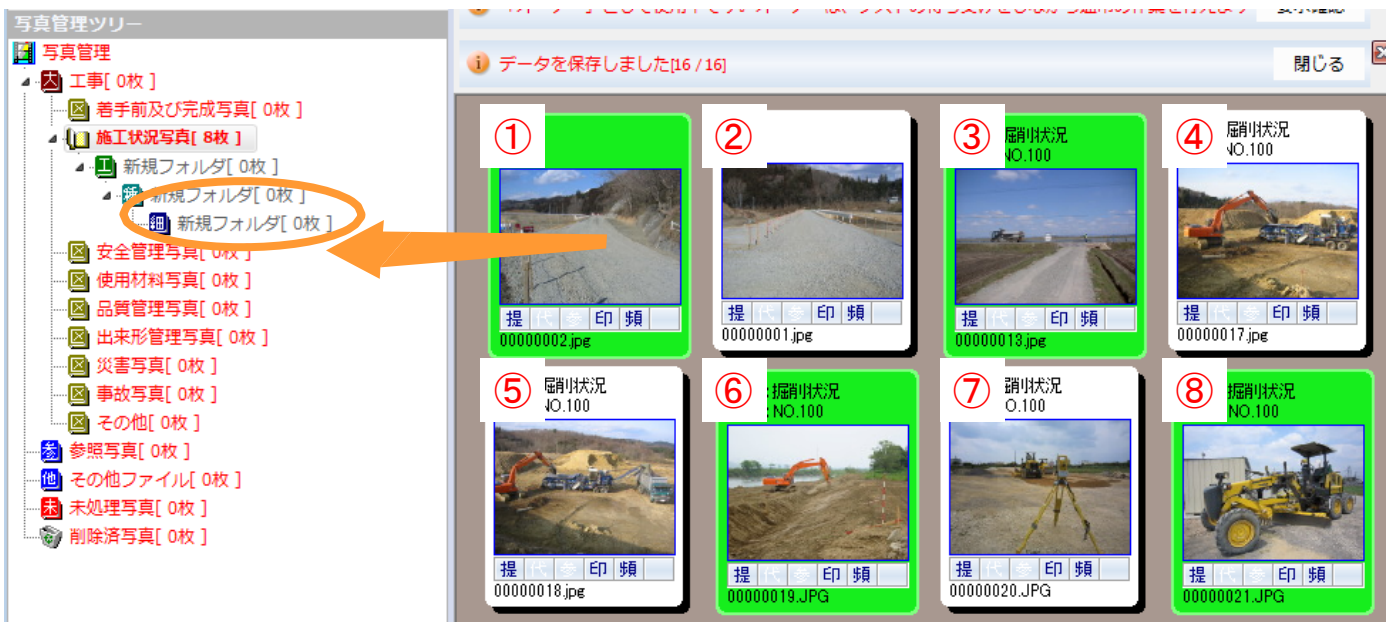 写真管理ツリー
写真管理
工事[ 0枚 ]
着手前及び完成写真[ 0枚 ]
施工状況写真[ 8枚 ]
新規フォルダ[ 0枚 ]
新規フォルダ[ 0枚 ]
新規フォルダ[ 0枚 ]
安全管理写真[ 0枚 ]
使用材料写真[ 0枚 ]
品質管理写真[ 0枚 ]
出来形管理写真[ 0枚 ]
災害写真[ 0枚 ]
事故写真[ 0枚 ]
その他[ 0枚 ]
参照写真[ 0枚 ]
その他ファイル[ 0枚 ]
未処理写真[ 0枚 ]
削除済写真[ 0枚 ]
データを保存しました[16 / 16]
閉じる
①
提 代 参 印 頻
00000002.jpg
②
提 代 参 印 頻
00000001.jpg
③
掘削状況
NO.100
提 代 参 印 頻
00000013.jpg
④
掘削状況
NO.100
提 代 参 印 頻
00000017.jpg
⑤
掘削状況
NO.100
提 代 参 印 頻
00000018.jpg
⑥
: 掘削状況
: NO.100
提 代 参 印 頻
00000019.JPG
⑦
掘削状況
O.100
提 代 参 印 頻
00000020.JPG
⑧
掘削状況
NO.100
提 代 参 印 頻
00000021.JPG